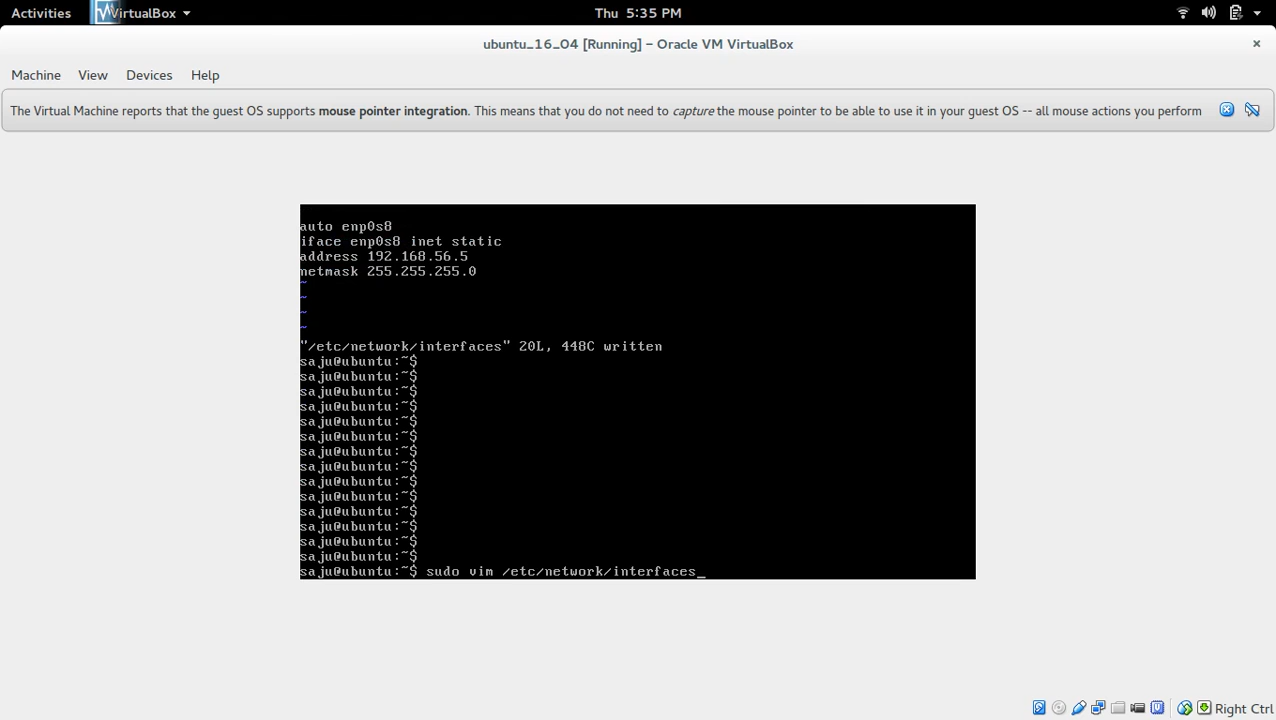 Activities VirtualBox Thu 5:35 PM
ubuntu_16_04 [Running] – Oracle VM VirtualBox ×
Machine View Devices Help
The Virtual Machine reports that the guest OS supports mouse pointer integration. This means that you do not need to capture the mouse pointer to be able to use it in your guest OS -- all mouse actions you perform
auto enp0s8
iface enp0s8 inet static
address 192.168.56.5
netmask 255.255.255.0
~
~
~
~
"/etc/network/interfaces" 20L, 448C written
saju@ubuntu:~$
saju@ubuntu:~$
saju@ubuntu:~$
saju@ubuntu:~$
saju@ubuntu:~$
saju@ubuntu:~$
saju@ubuntu:~$
saju@ubuntu:~$
saju@ubuntu:~$
saju@ubuntu:~$
saju@ubuntu:~$
saju@ubuntu:~$
saju@ubuntu:~$
saju@ubuntu:~$
saju@ubuntu:~$ sudo vim /etc/network/interfaces_
Right Ctrl